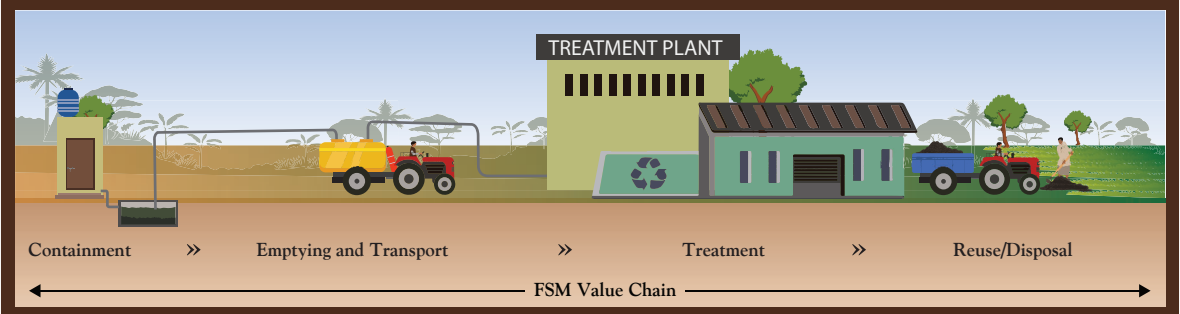 TREATMENT PLANT
Containment » Emptying and Transport » Treatment » Reuse/Disposal
FSM Value Chain